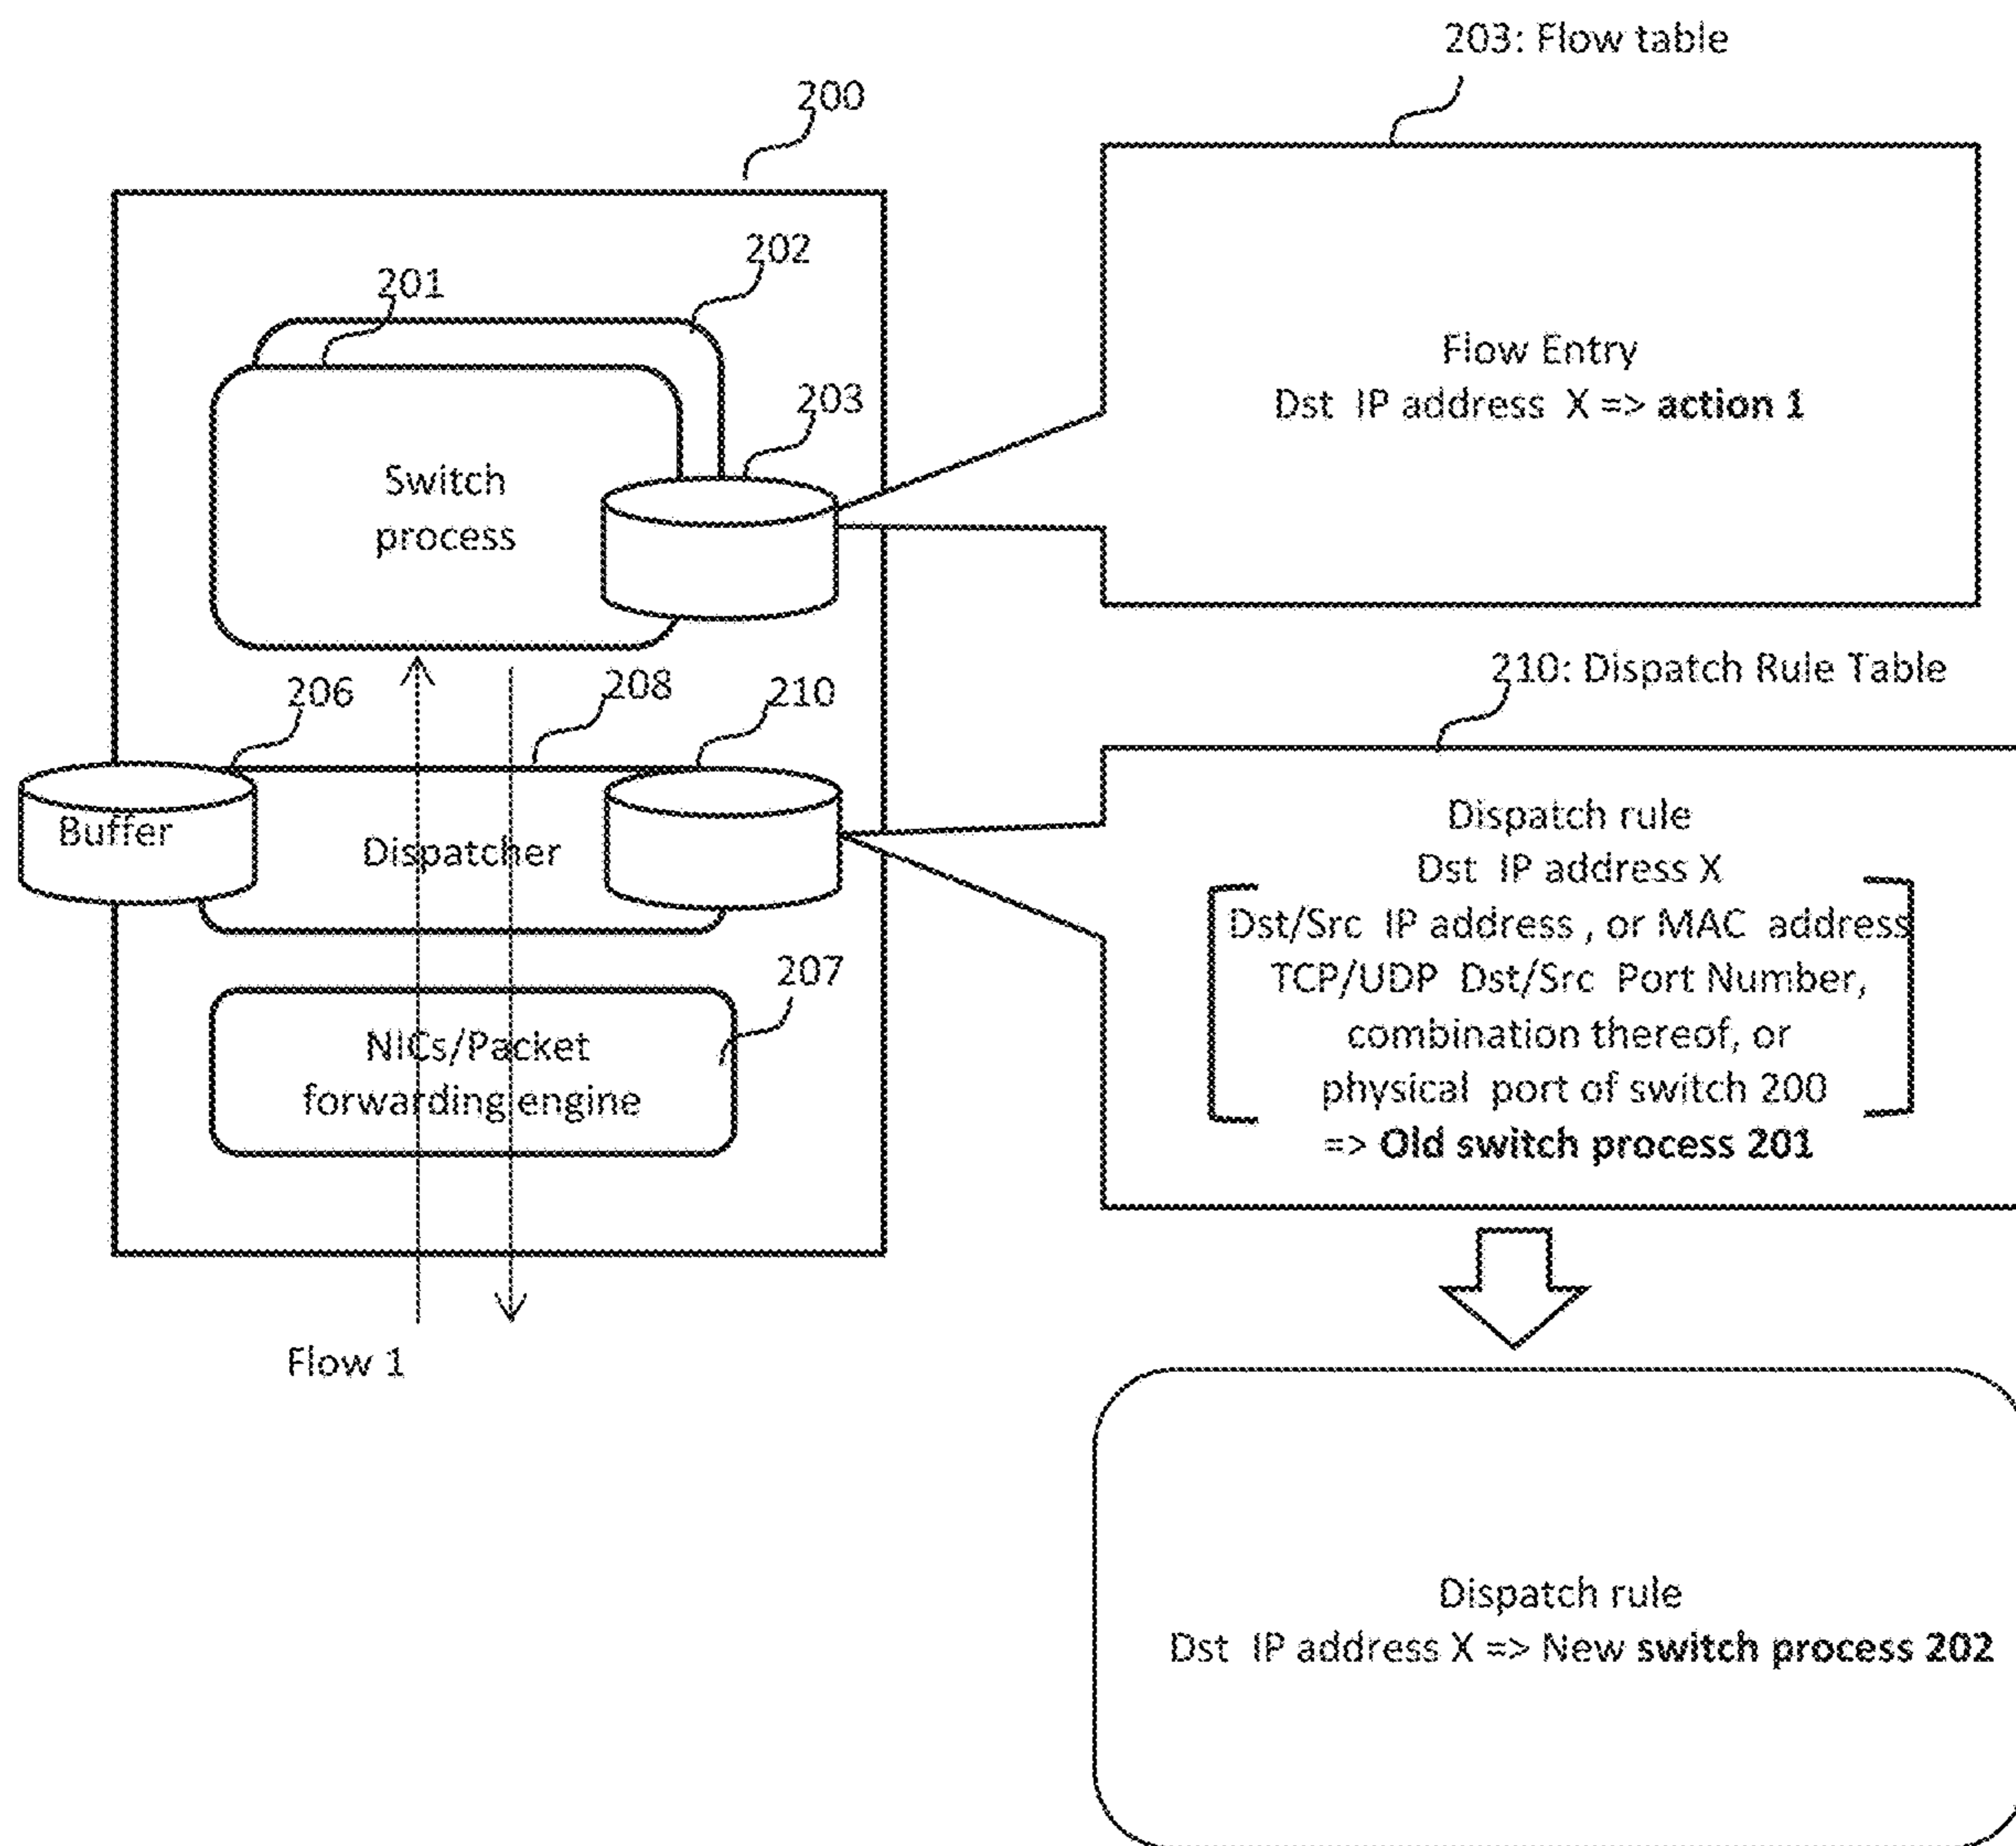 203: Flow table
200
202
201
203
Switch
process
Flow Entry
Dst IP address X => action 1
206
208
210
Buffer
Dispatcher
207
NICs/Packet
forwarding engine
Flow 1
210: Dispatch Rule Table
Dispatch rule
Dst IP address X
Dst/Src IP address , or MAC address
TCP/UDP Dst/Src Port Number,
combination thereof, or
physical port of switch 200
=> Old switch process 201
Dispatch rule
Dst IP address X => New switch process 202